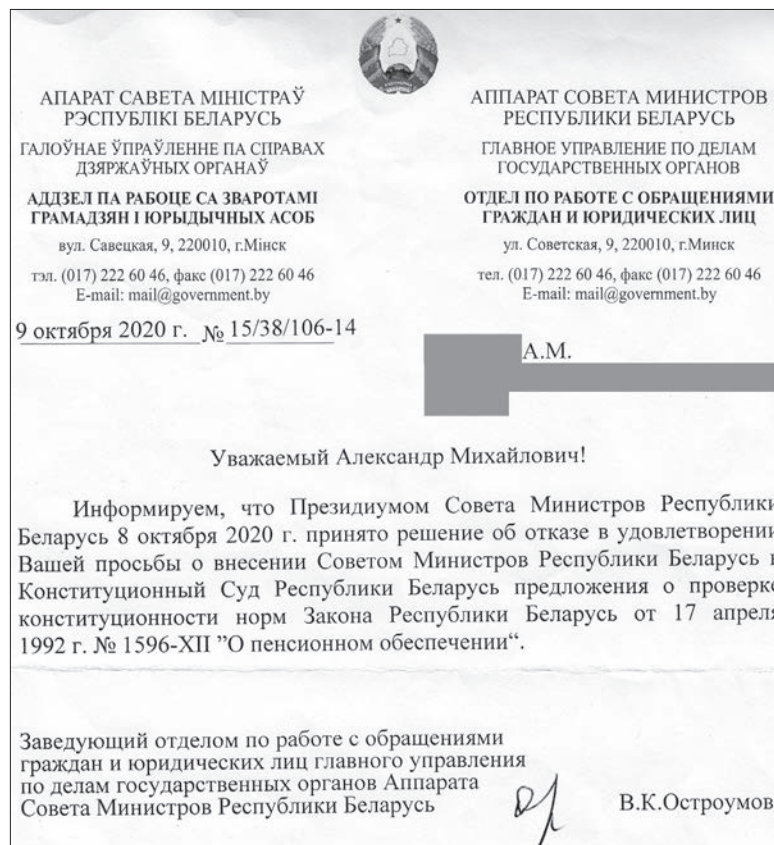 АПАРАТ САВЕТА МІНІСТРАЎ
РЭСПУБЛІКІ БЕЛАРУСЬ
ГАЛОЎНАЕ ЎПРАЎЛЕННЕ ПА СПРАВАХ
ДЗЯРЖАЎНЫХ ОРГАНАЎ
АДДЗЕЛ ПА РАБОЦЕ СА ЗВАРОТАМІ
ГРАМАДЗЯН І ЮРЫДЫЧНЫХ АСОБ
вул. Савецкая, 9, 220010, г.Мінск
тэл. (017) 222 60 46, факс (017) 222 60 46
E-mail: mail@government.by
АППАРАТ СОВЕТА МИНИСТРОВ
РЕСПУБЛИКИ БЕЛАРУСЬ
ГЛАВНОЕ УПРАВЛЕНИЕ ПО ДЕЛАМ
ГОСУДАРСТВЕННЫХ ОРГАНОВ
ОТДЕЛ ПО РАБОТЕ С ОБРАЩЕНИЯМИ
ГРАЖДАН И ЮРИДИЧЕСКИХ ЛИЦ
ул. Советская, 9, 220010, г.Минск
тел. (017) 222 60 46, факс (017) 222 60 46
E-mail: mail@government.by
9 октября 2020 г. № 15/38/106-14
А.М.
Уважаемый Александр Михайлович!
Информируем, что Президиумом Совета Министров Республики
Беларусь 8 октября 2020 г. принято решение об отказе в удовлетворении
Вашей просьбы о внесении Советом Министров Республики Беларусь в
Конституционный Суд Республики Беларусь предложения о проверке
конституционности норм Закона Республики Беларусь от 17 апреля
1992 г. № 1596-XII ”О пенсионном обеспечении“.
Заведующий отделом по работе с обращениями
граждан и юридических лиц главного управления
по делам государственных органов Аппарата
Совета Министров Республики Беларусь
В.К.Остроумов